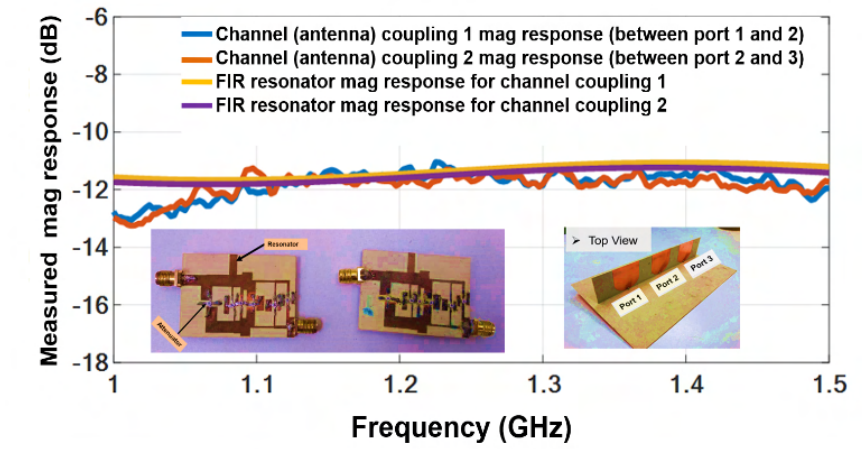 Channel (antenna) coupling 1 mag response (between port 1 and 2)
Channel (antenna) coupling 2 mag response (between port 2 and 3)
FIR resonator mag response for channel coupling 1
FIR resonator mag response for channel coupling 2
Measured mag response (dB)
-6
-8
-10
-12
-14
-16
-18
Resonator
Attenuator
➢ Top View
Port 1
Port 2
Port 3
1
1.1
1.2
1.3
1.4
1.5
Frequency (GHz)